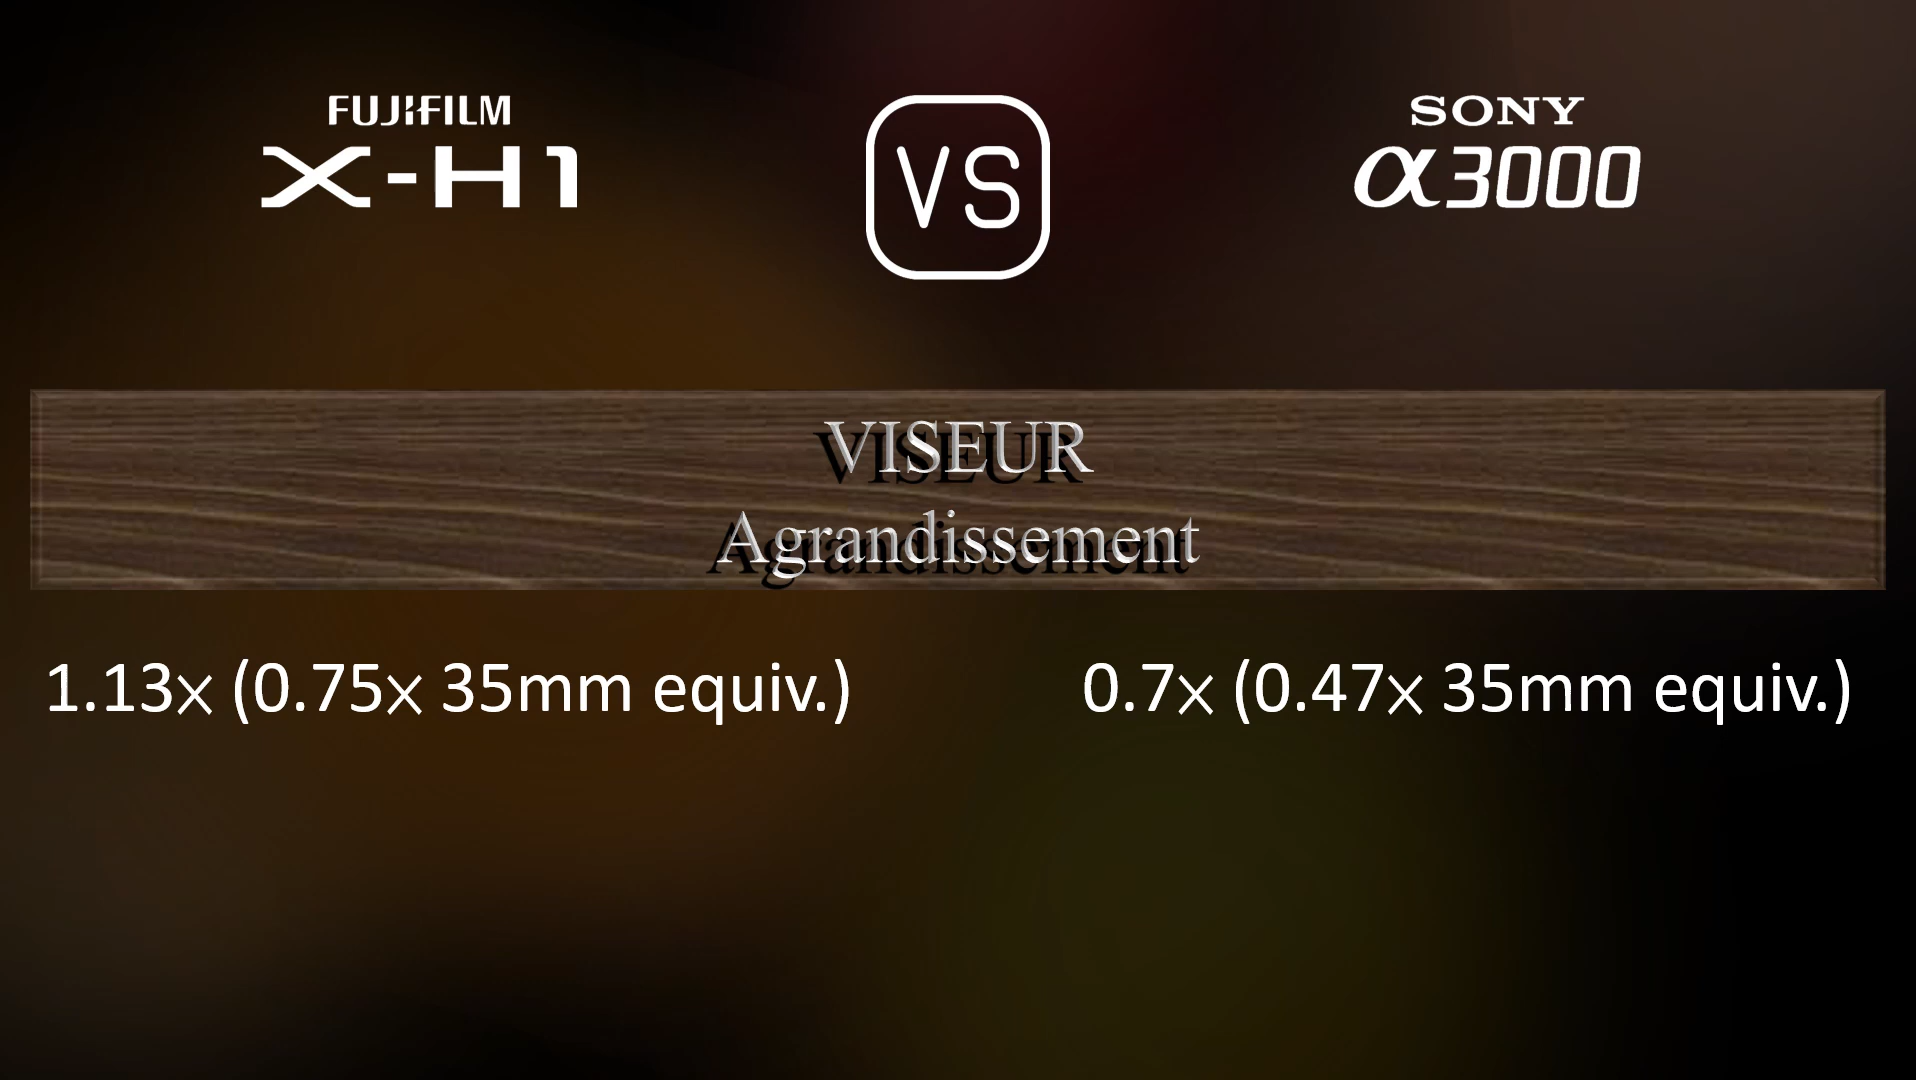 FUJIFILM
X-H1
VS
SONY
α3000
VISEUR
Agrandissement
1.13x (0.75x 35mm equiv.)
0.7x (0.47x 35mm equiv.)